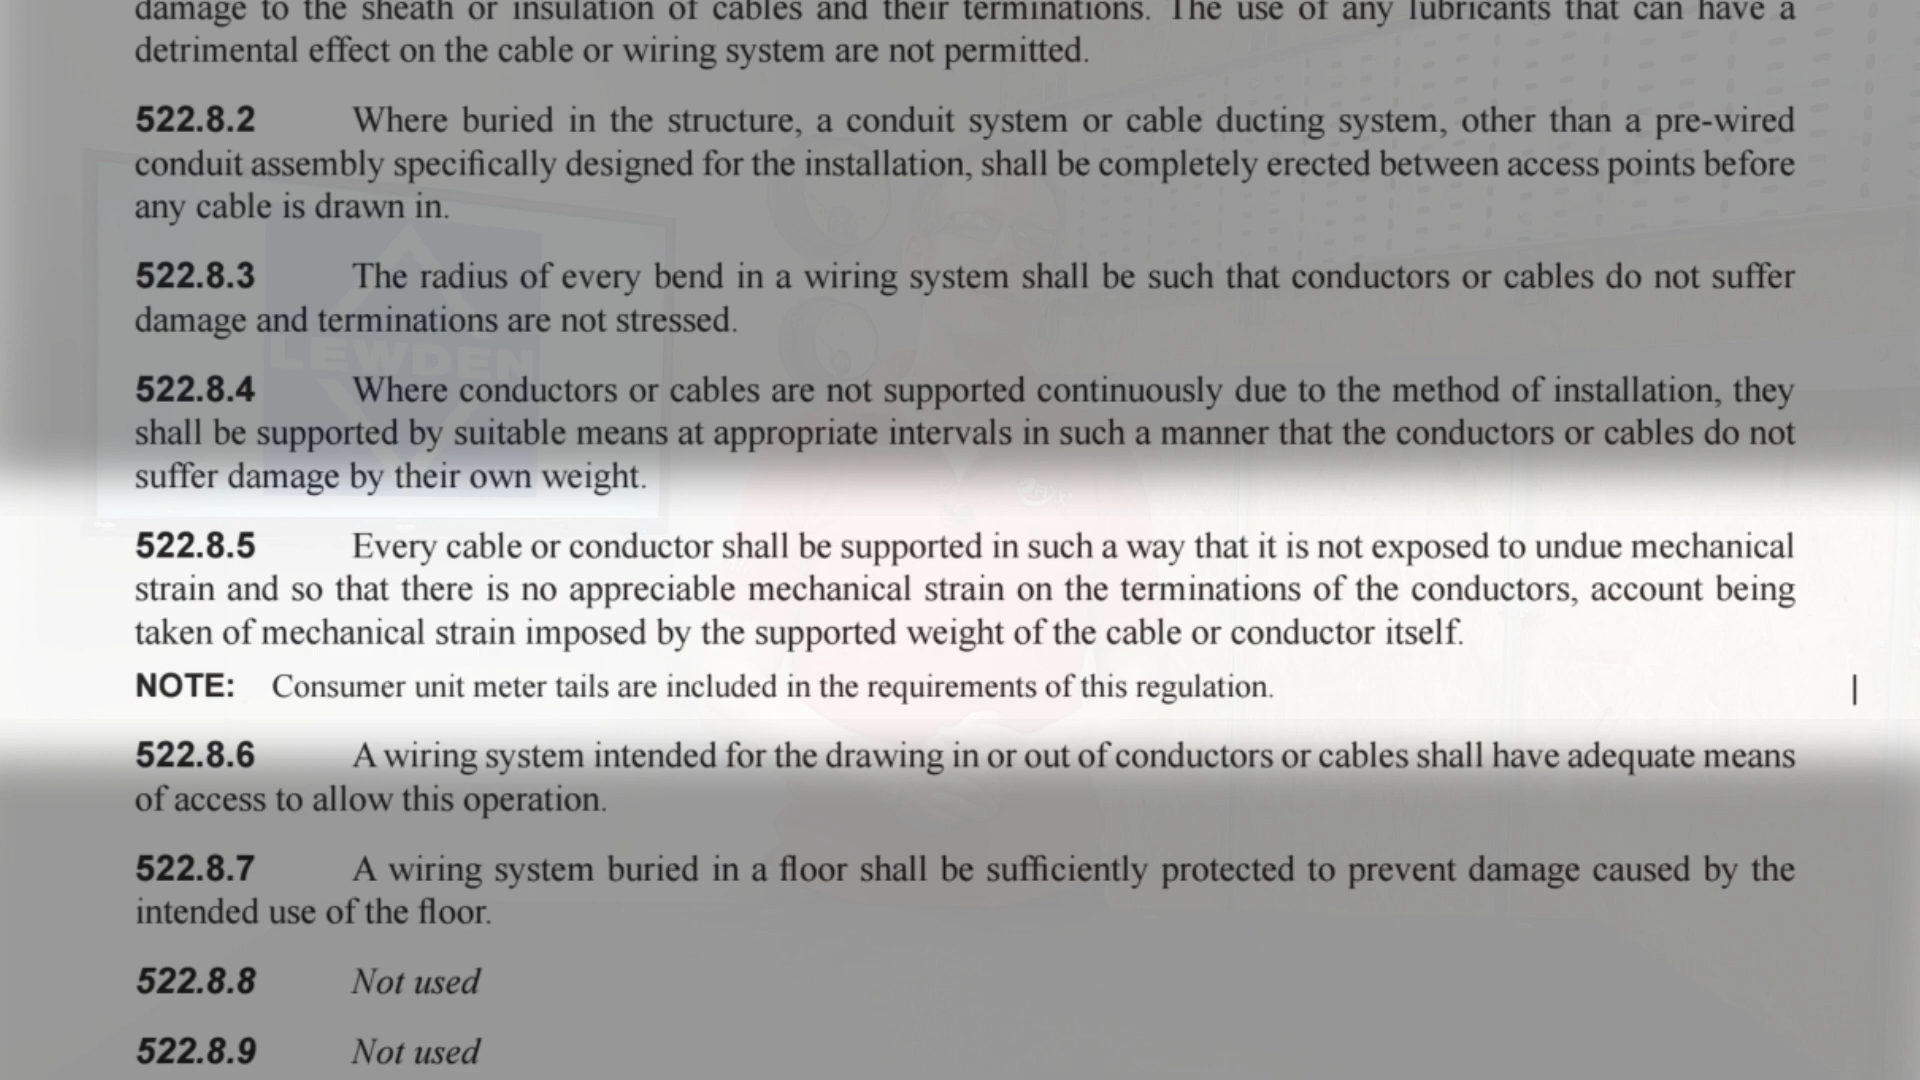 damage to the sheath or insulation of cables and their terminations. The use of any lubricants that can have a
detrimental effect on the cable or wiring system are not permitted.
522.8.2 Where buried in the structure, a conduit system or cable ducting system, other than a pre-wired
conduit assembly specifically designed for the installation, shall be completely erected between access points before
any cable is drawn in.
522.8.3 The radius of every bend in a wiring system shall be such that conductors or cables do not suffer
damage and terminations are not stressed.
LEWDEN
522.8.4 Where conductors or cables are not supported continuously due to the method of installation, they
shall be supported by suitable means at appropriate intervals in such a manner that the conductors or cables do not
suffer damage by their own weight.
522.8.5 Every cable or conductor shall be supported in such a way that it is not exposed to undue mechanical
strain and so that there is no appreciable mechanical strain on the terminations of the conductors, account being
taken of mechanical strain imposed by the supported weight of the cable or conductor itself.
NOTE: Consumer unit meter tails are included in the requirements of this regulation.
522.8.6 A wiring system intended for the drawing in or out of conductors or cables shall have adequate means
of access to allow this operation.
522.8.7 A wiring system buried in a floor shall be sufficiently protected to prevent damage caused by the
intended use of the floor.
522.8.8 Not used
522.8.9 Not used